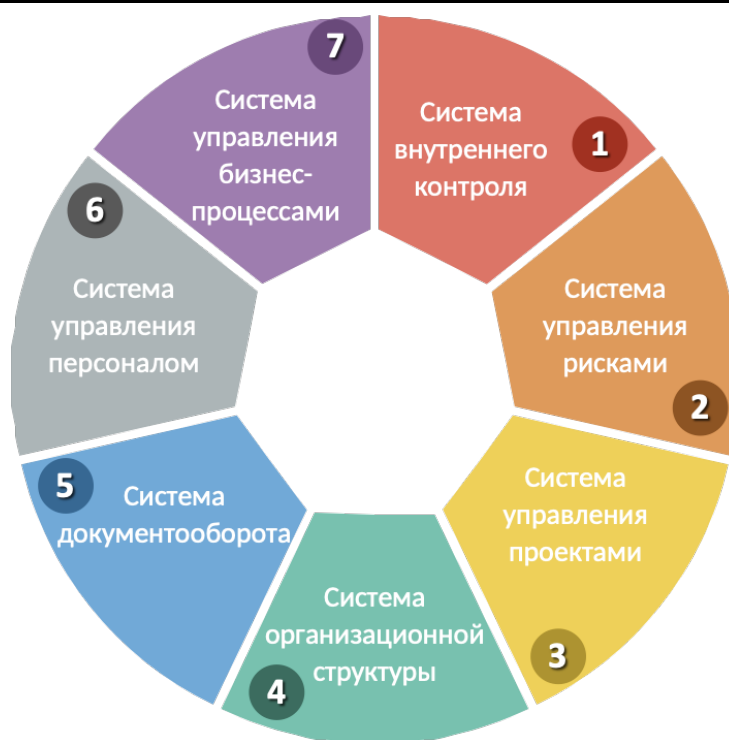 1
Система
внутреннего
контроля
2
Система
управления
рисками
3
Система
управления
проектами
4
Система
организационной
структуры
5
Система
документооборота
6
Система
управления
персоналом
7
Система
управления
бизнес-
процессами